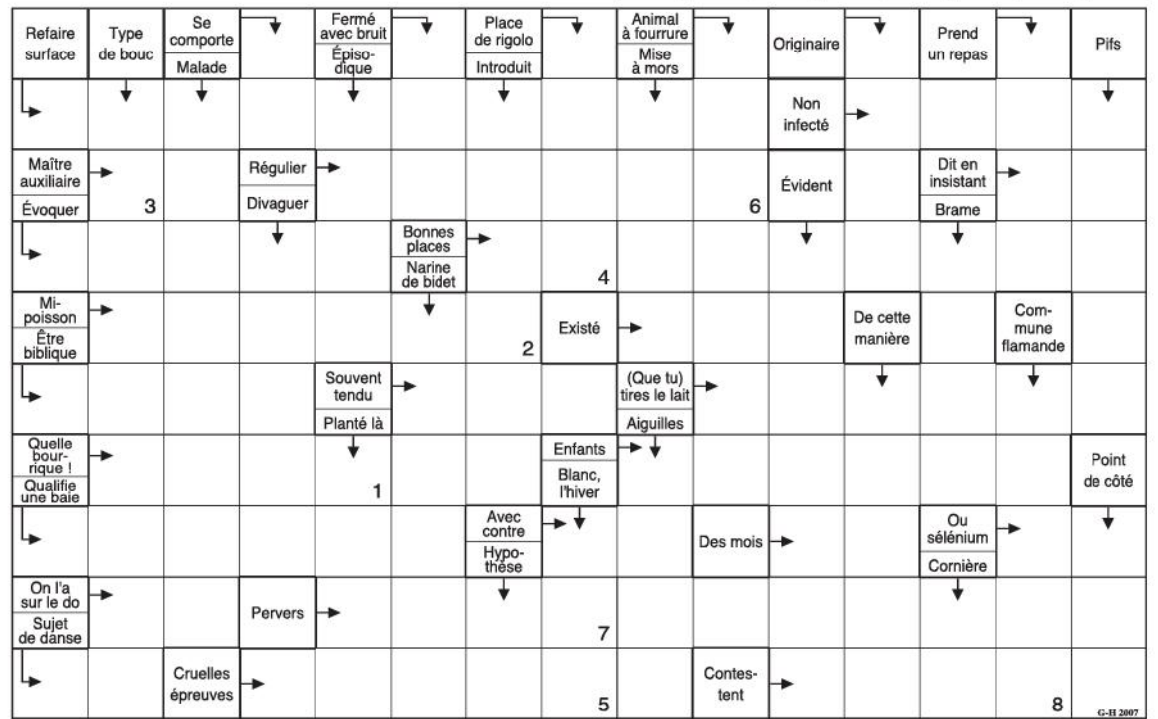 Refaire
surface
Type
de bouc
Se
comporte
Malade
Fermé
avec bruit
Épiso-
dique
Place
de rigolo
Introduit
Animal
à fourrure
Mise
à mors
Originaire
Prend
un repas
Pifs
Non
infecté
Maître
auxiliaire
Évoquer
3
Régulier
Divaguer
6
Évident
Dit en
insistant
Brame
Bonnes
places
Narine
de bidet
4
Mi-
poisson
Être
biblique
2
Existé
De cette
manière
Com-
mune
flamande
Souvent
tendu
Planté là
(Que tu)
tires le lait
Aiguilles
Quelle
bour-
rique !
Qualifie
une baie
1
Enfants
Blanc,
l'hiver
Point
de côté
Avec
contre
Hypo-
thèse
Des mois
Ou
sélénium
Cornière
On l'a
sur le do
Sujet
de danse
Pervers
7
Cruelles
épreuves
5
Contes-
tent
8
G-H 2007